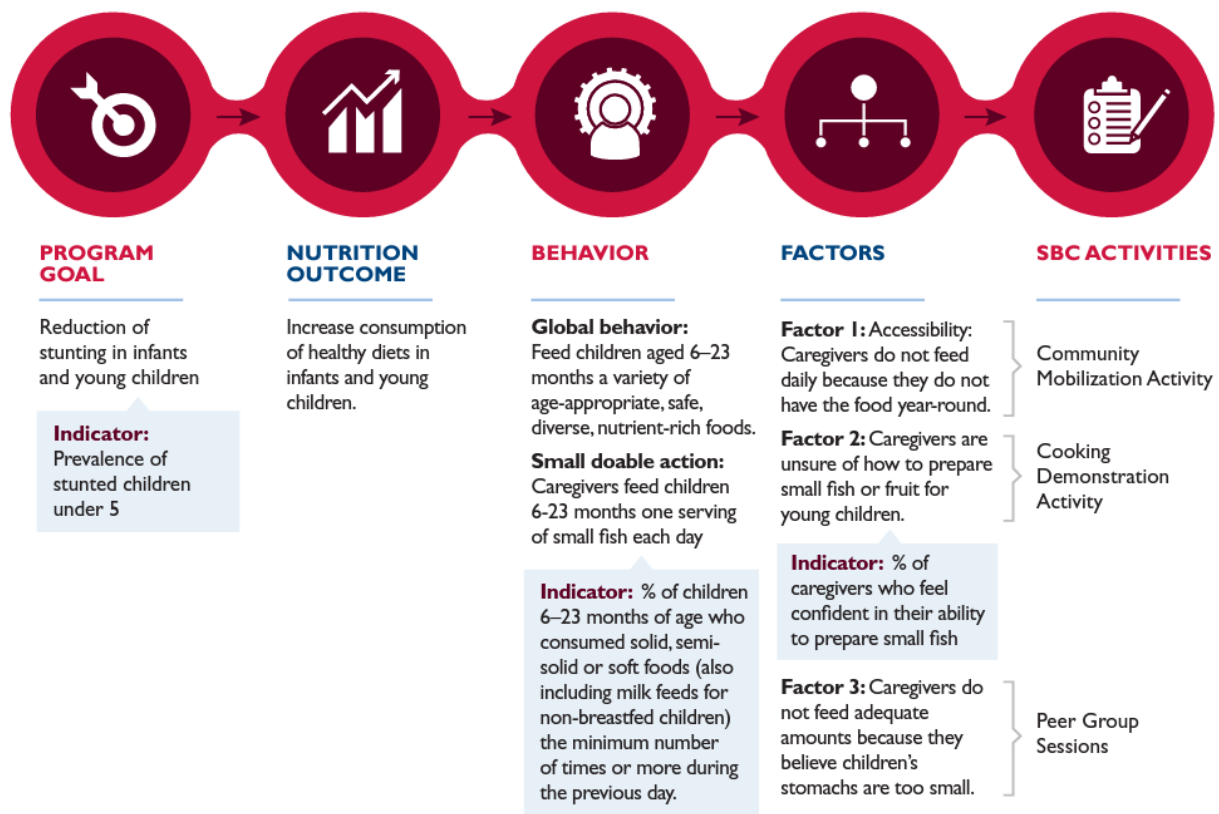 PROGRAM
GOAL
Reduction of
stunting in infants
and young children
Indicator:
Prevalence of
stunted children
under 5
NUTRITION
OUTCOME
Increase consumption
of healthy diets in
infants and young
children.
BEHAVIOR
Global behavior:
Feed children aged 6–23
months a variety of
age-appropriate, safe,
diverse, nutrient-rich foods.
Small doable action:
Caregivers feed children
6-23 months one serving
of small fish each day
Indicator: % of children
6–23 months of age who
consumed solid, semi-
solid or soft foods (also
including milk feeds for
non-breastfed children)
the minimum number
of times or more during
the previous day.
FACTORS
Factor 1: Accessibility:
Caregivers do not feed
daily because they do not
have the food year-round.
Factor 2: Caregivers are
unsure of how to prepare
small fish or fruit for
young children.
Indicator: % of
caregivers who feel
confident in their ability
to prepare small fish
Factor 3: Caregivers do
not feed adequate
amounts because they
believe children’s
stomachs are too small.
SBC ACTIVITIES
Community
Mobilization Activity
Cooking
Demonstration
Activity
Peer Group
Sessions